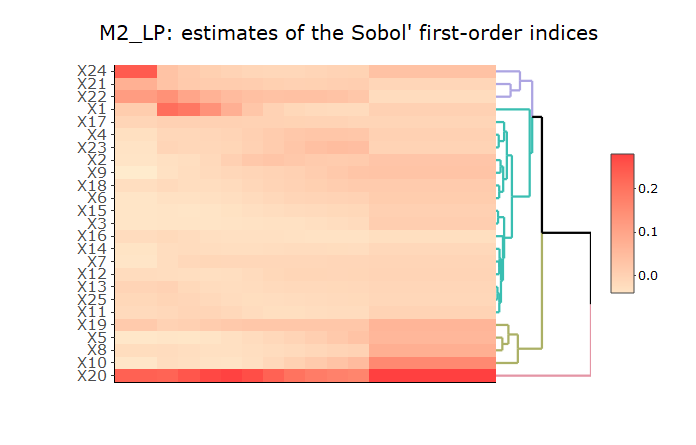 M2_LP: estimates of the Sobol' first-order indices
X24
X21
X22
X1
X17
X4
X23
X2
X9
X18
X6
X15
X3
X16
X14
X7
X12
X13
X25
X11
X19
X5
X8
X10
X20
0.2
0.1
0.0